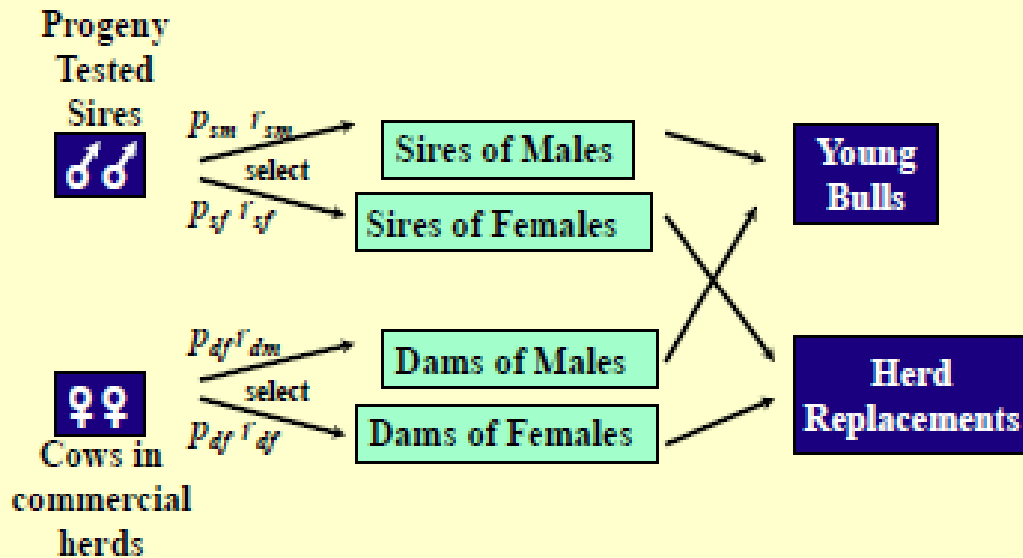 Progeny
Tested
Sires
p_sm r_sm
select
p_sf r_sf
Sires of Males
Sires of Females
Young
Bulls
p_df r_dm
select
p_df r_df
Dams of Males
Dams of Females
Herd
Replacements
Cows in
commercial
herds